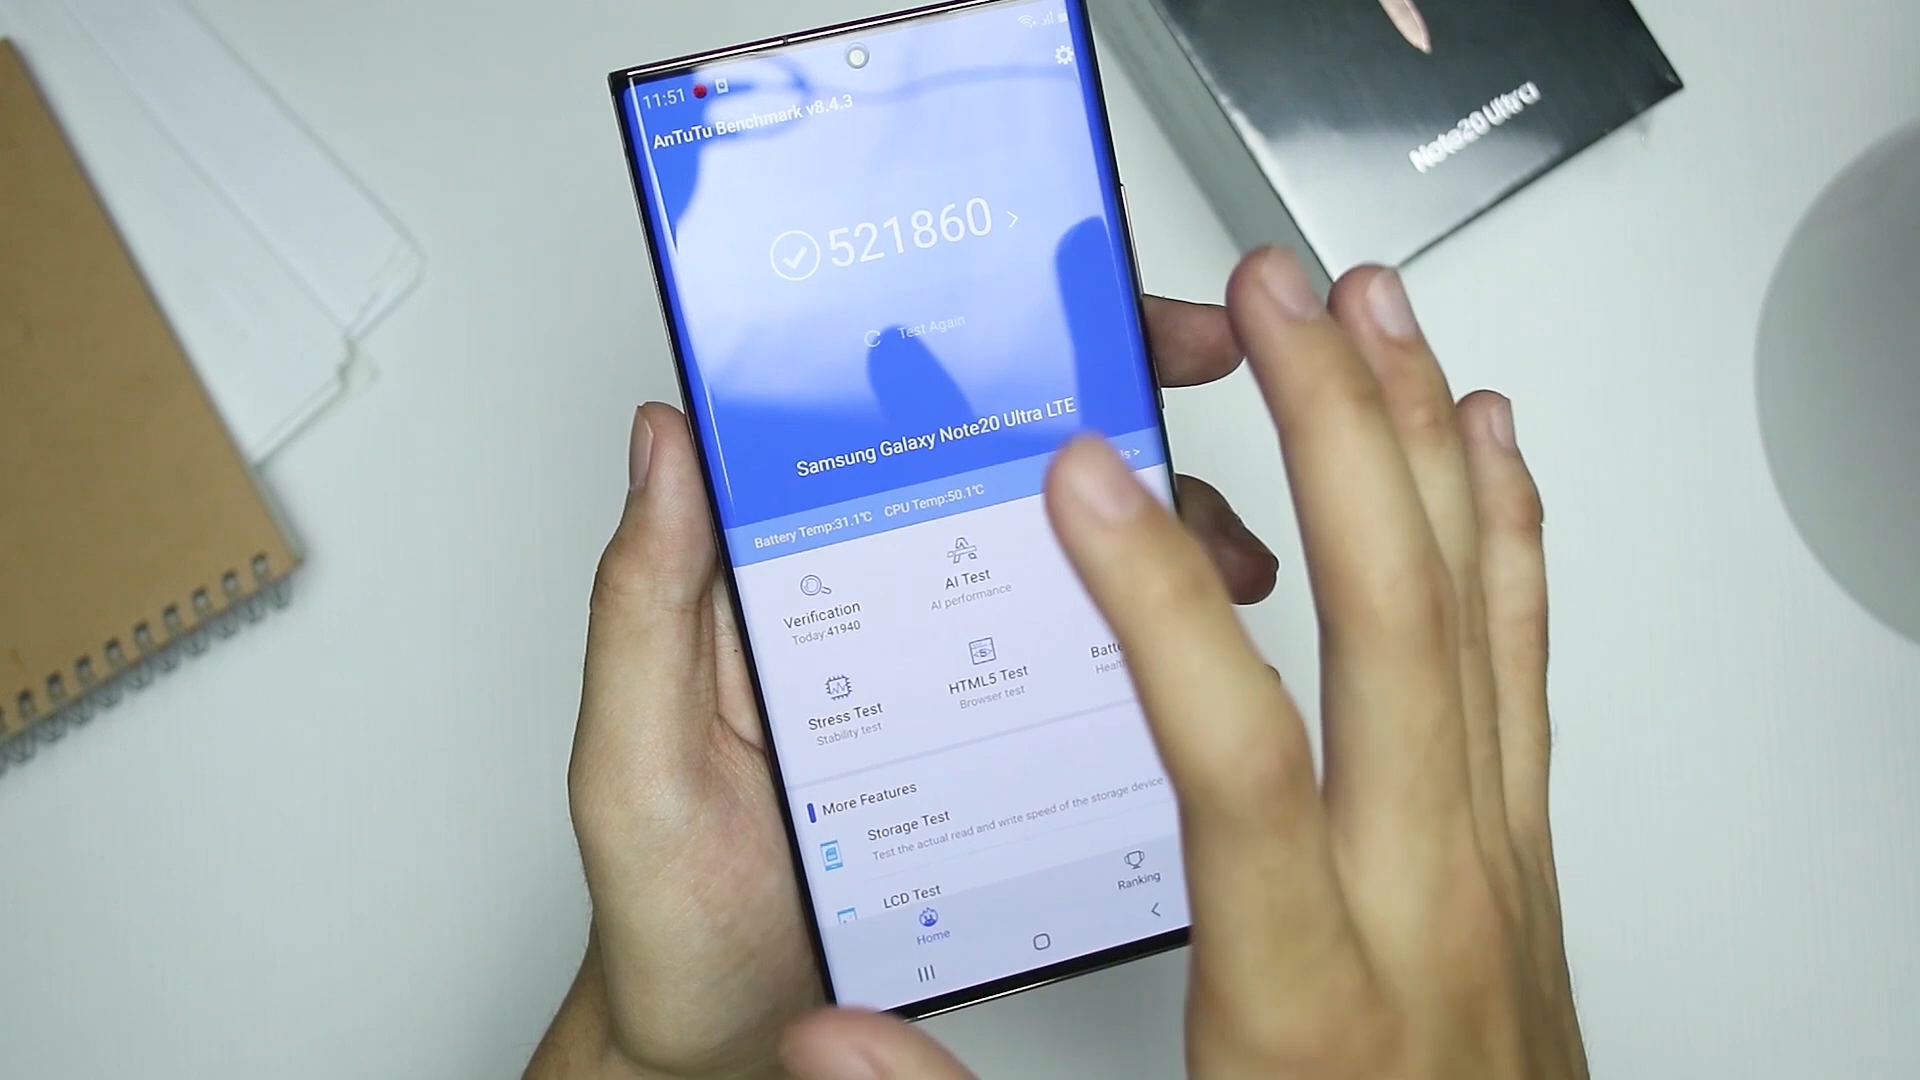 Note20 Ultra
11:51
AnTuTu Benchmark v8.4.3
521860 >
Test Again
Samsung Galaxy Note20 Ultra LTE
Battery Temp:31.1℃ CPU Temp:50.1℃
ls >
Verification
Today:41940
AI Test
AI performance
Stress Test
Stability test
HTML5 Test
Browser test
Batte
Healt
More Features
Storage Test
Test the actual read and write speed of the storage device
LCD Test
Home
Ranking